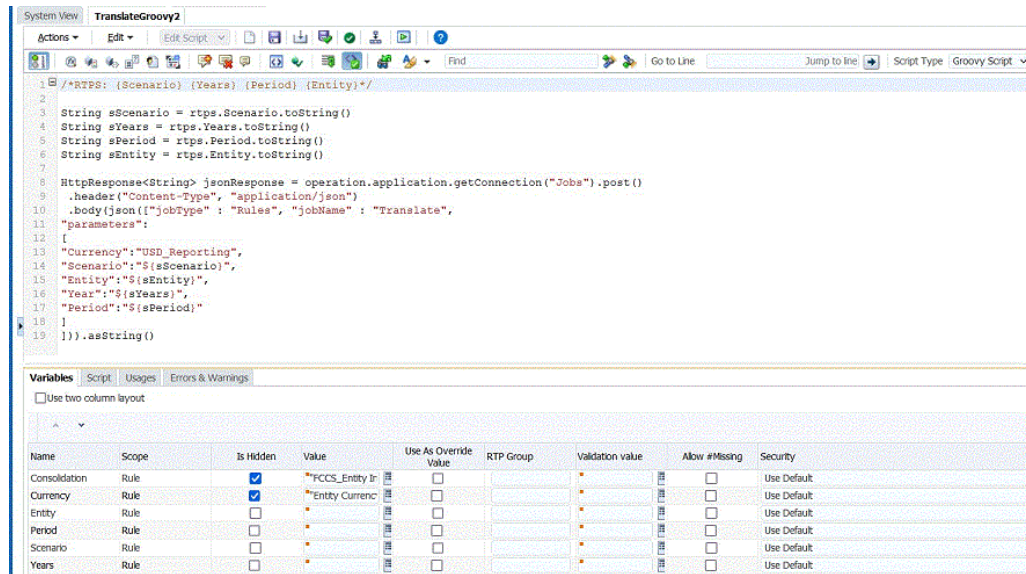 System View TranslateGroovy2
Actions Edit Edit Script
Find Go to Line Jump to line Script Type Groovy Script
1 /*RTPS: {Scenario} {Years} {Period} {Entity}*/
2
3 String sScenario = rtps.Scenario.toString()
4 String sYears = rtps.Years.toString()
5 String sPeriod = rtps.Period.toString()
6 String sEntity = rtps.Entity.toString()
7
8 HttpResponse<String> jsonResponse = operation.application.getConnection("Jobs").post()
9 .header("Content-Type", "application/json")
10 .body(json(["jobType" : "Rules", "jobName" : "Translate",
11 "parameters":
12 [
13 "Currency":"USD_Reporting",
14 "Scenario":"${sScenario}",
15 "Entity":"${sEntity}",
16 "Year":"${sYears}",
17 "Period":"${sPeriod}"
18 ]
19 ])).asString()
Variables Script Usages Errors & Warnings
Use two column layout
Name Scope Is Hidden Value Use As Override Value RTP Group Validation value Allow #Missing Security
Consolidation Rule "FCCS_Entity Ir Use Default
Currency Rule "Entity Currenc Use Default
Entity Rule Use Default
Period Rule Use Default
Scenario Rule Use Default
Years Rule Use Default